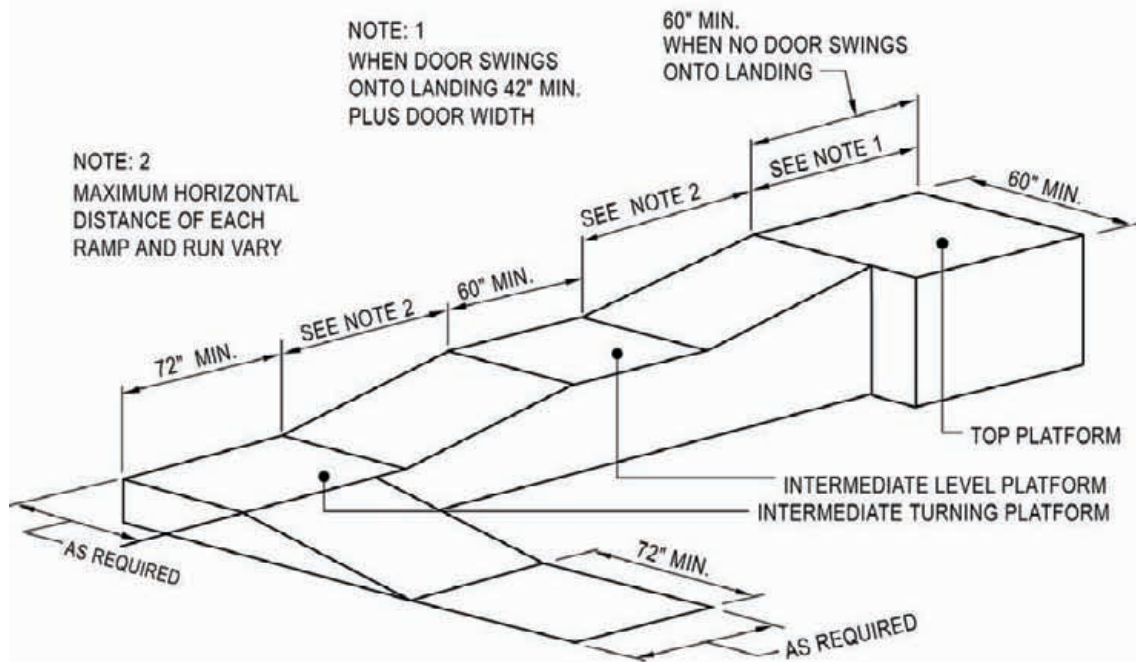 NOTE: 1
WHEN DOOR SWINGS
ONTO LANDING 42" MIN.
PLUS DOOR WIDTH
60" MIN.
WHEN NO DOOR SWINGS
ONTO LANDING
NOTE: 2
MAXIMUM HORIZONTAL
DISTANCE OF EACH
RAMP AND RUN VARY
SEE NOTE 1
60" MIN.
SEE NOTE 2
60" MIN.
SEE NOTE 2
72" MIN.
TOP PLATFORM
INTERMEDIATE LEVEL PLATFORM
INTERMEDIATE TURNING PLATFORM
AS REQUIRED
72" MIN.
AS REQUIRED